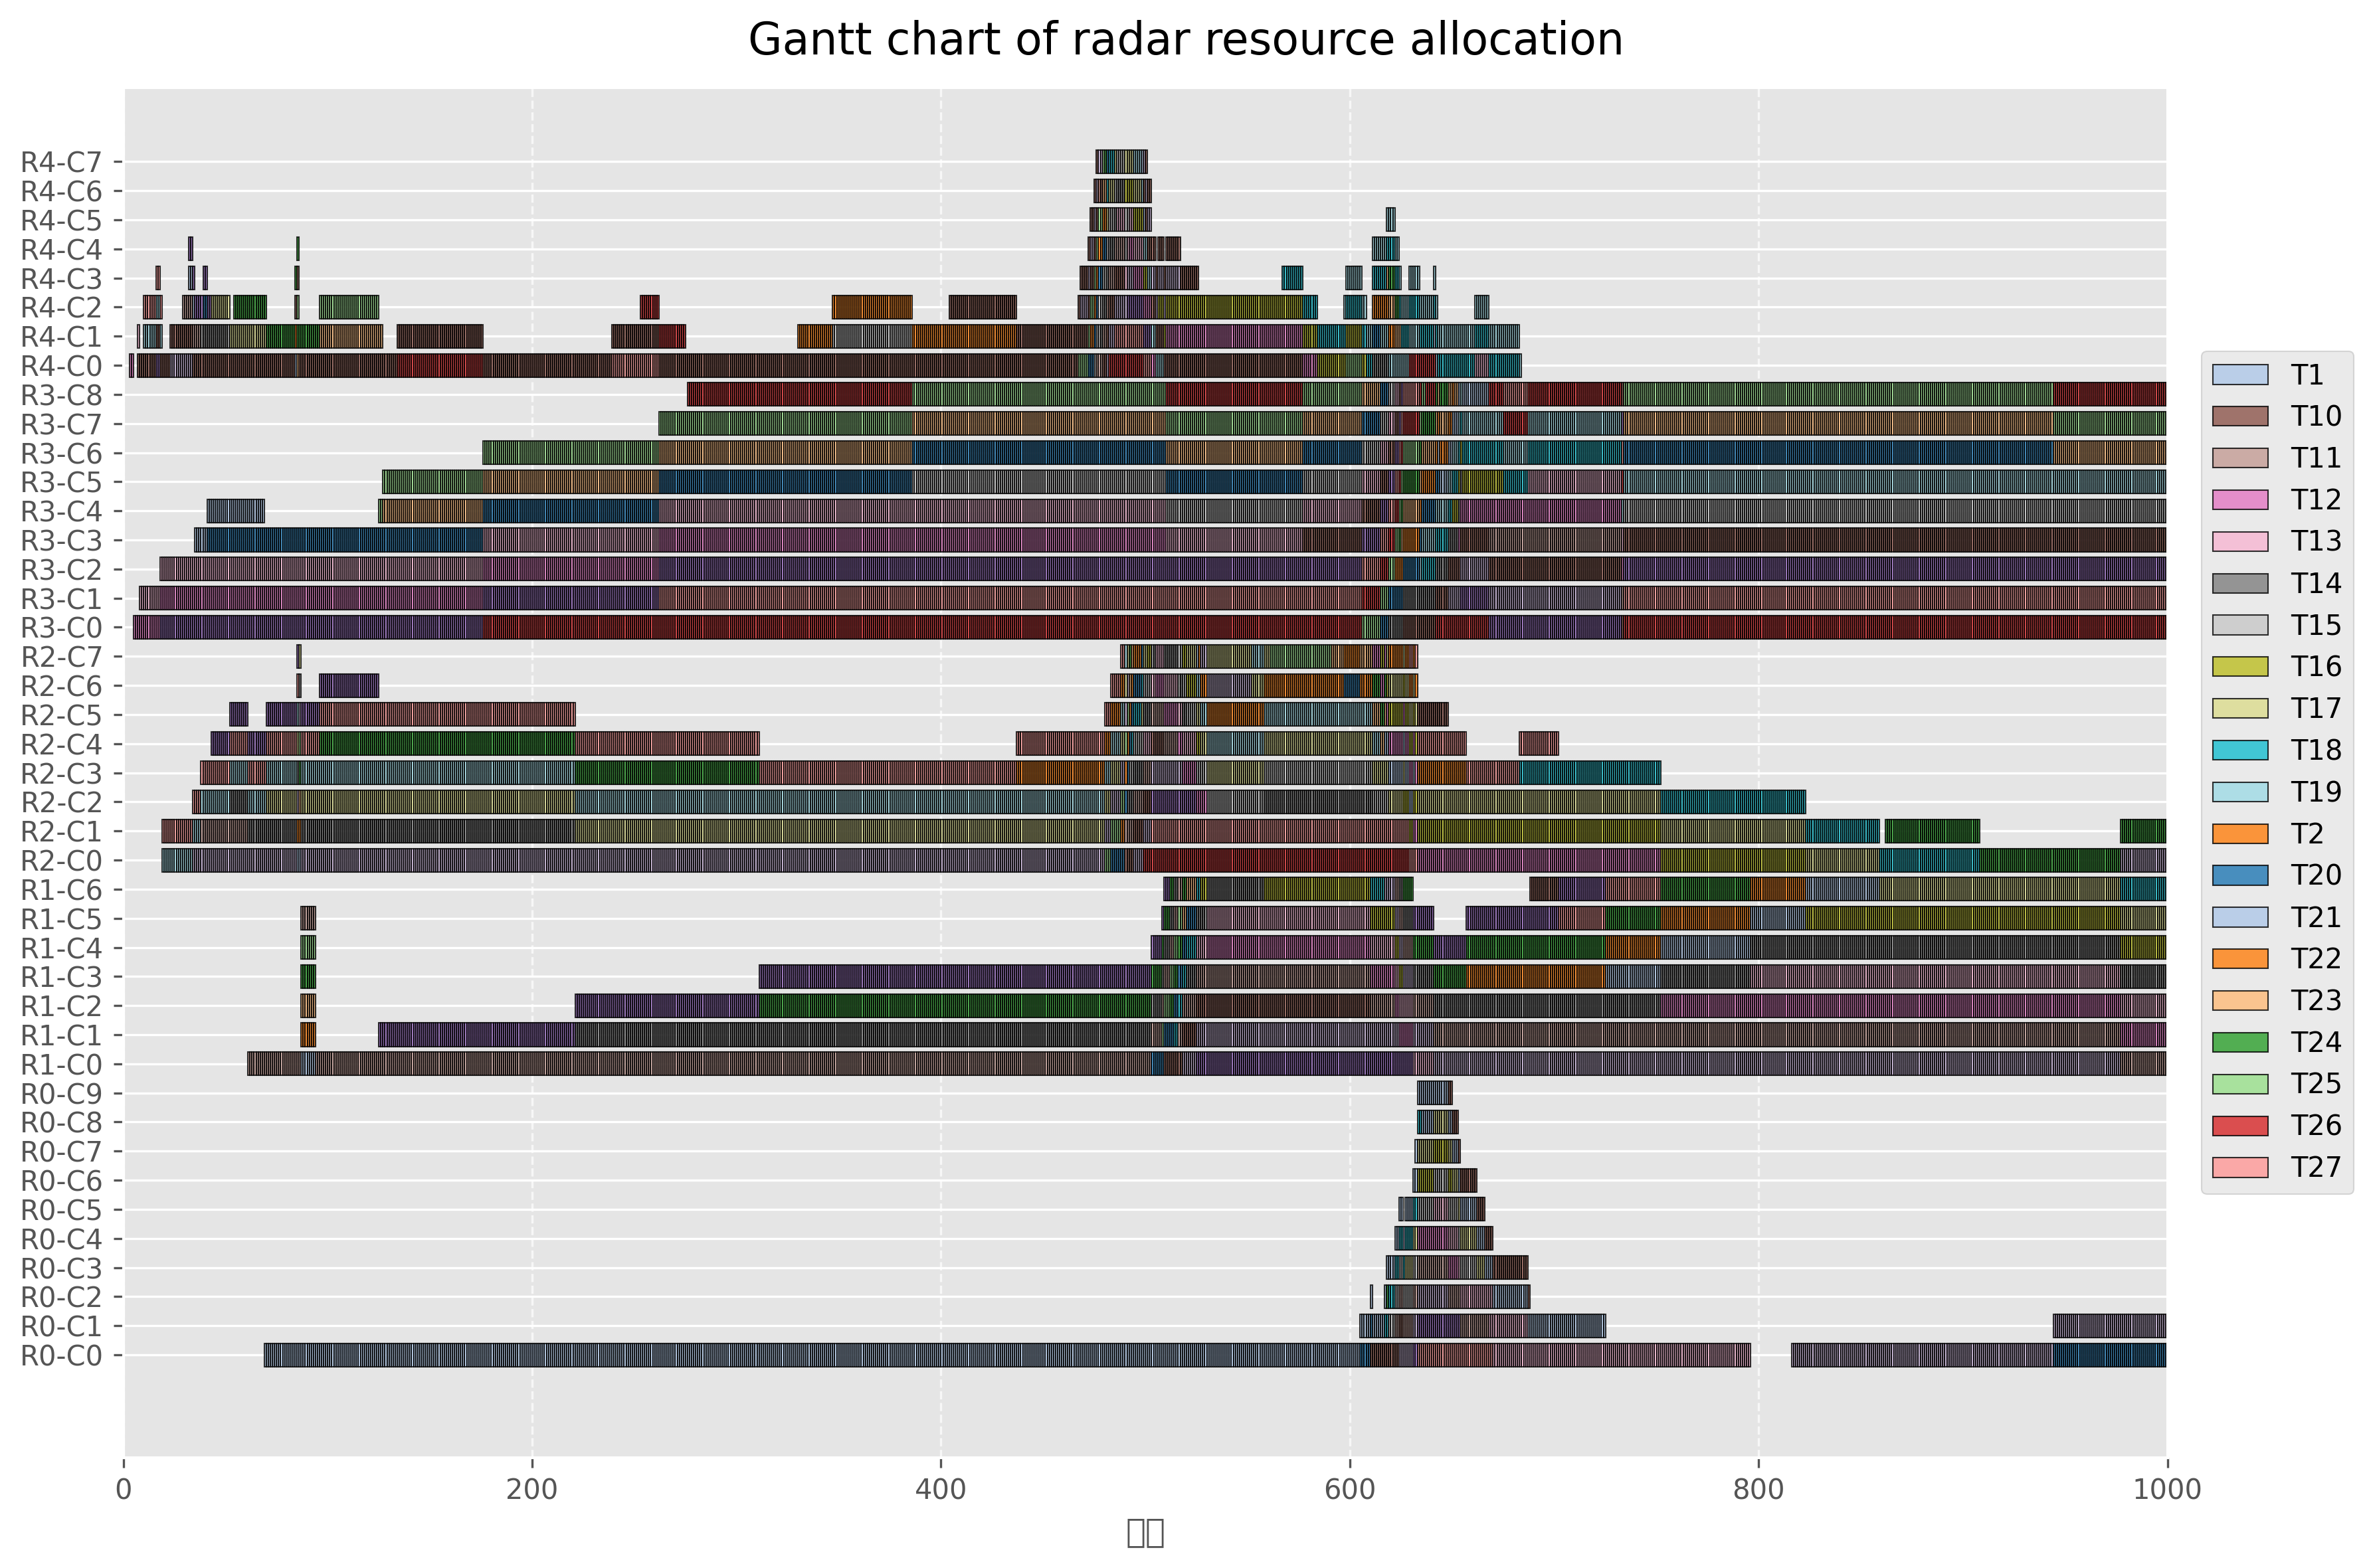 Gantt chart of radar resource allocation
R4-C7
R4-C6
R4-C5
R4-C4
R4-C3
R4-C2
R4-C1
R4-C0
R3-C8
R3-C7
R3-C6
R3-C5
R3-C4
R3-C3
R3-C2
R3-C1
R3-C0
R2-C7
R2-C6
R2-C5
R2-C4
R2-C3
R2-C2
R2-C1
R2-C0
R1-C6
R1-C5
R1-C4
R1-C3
R1-C2
R1-C1
R1-C0
R0-C9
R0-C8
R0-C7
R0-C6
R0-C5
R0-C4
R0-C3
R0-C2
R0-C1
R0-C0
0 200 400 600 800 1000
T1
T10
T11
T12
T13
T14
T15
T16
T17
T18
T19
T2
T20
T21
T22
T23
T24
T25
T26
T27